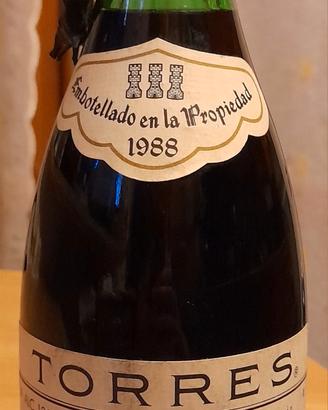 Embotellado en la Propiedad
1988
TORRES